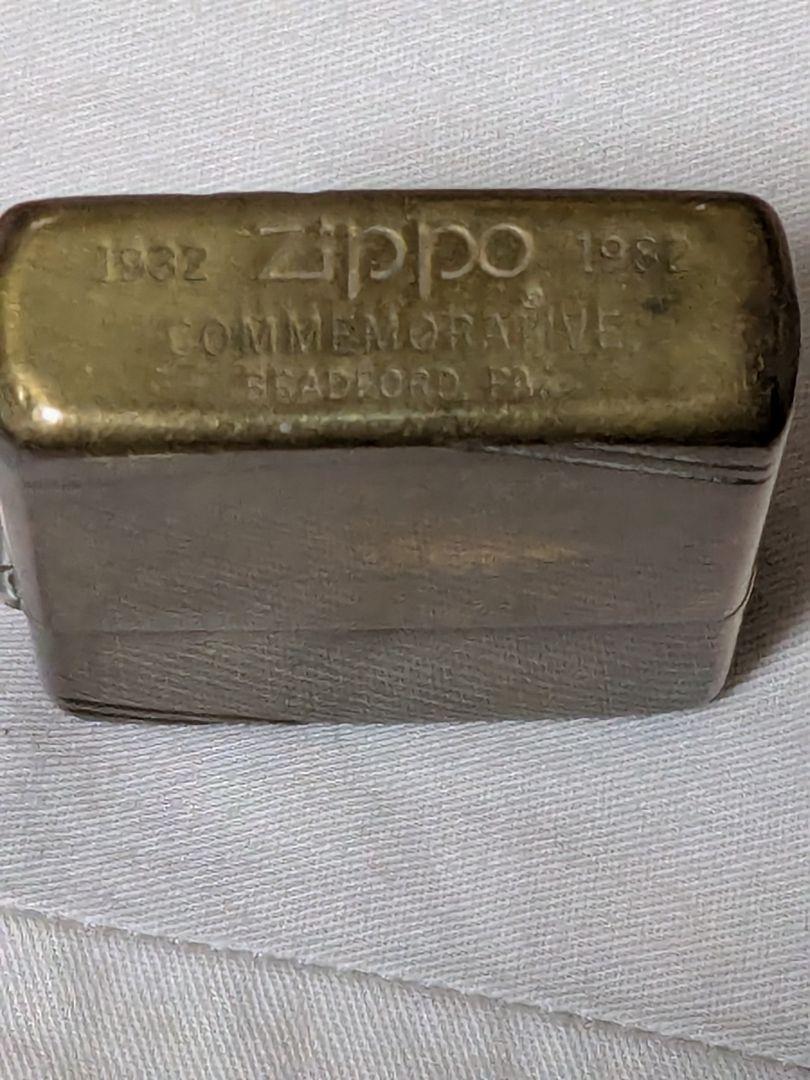 1932 Zippo® 1982
COMMEMORATIVE
BRADFORD, PA.